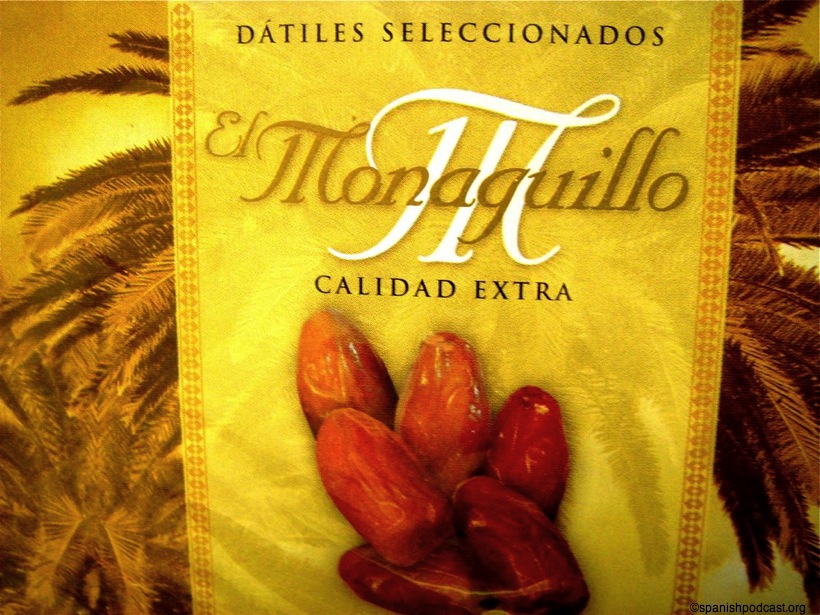 DÁTILES SELECCIONADOS
El Monaguillo
M
CALIDAD EXTRA
©spanishpodcast.org